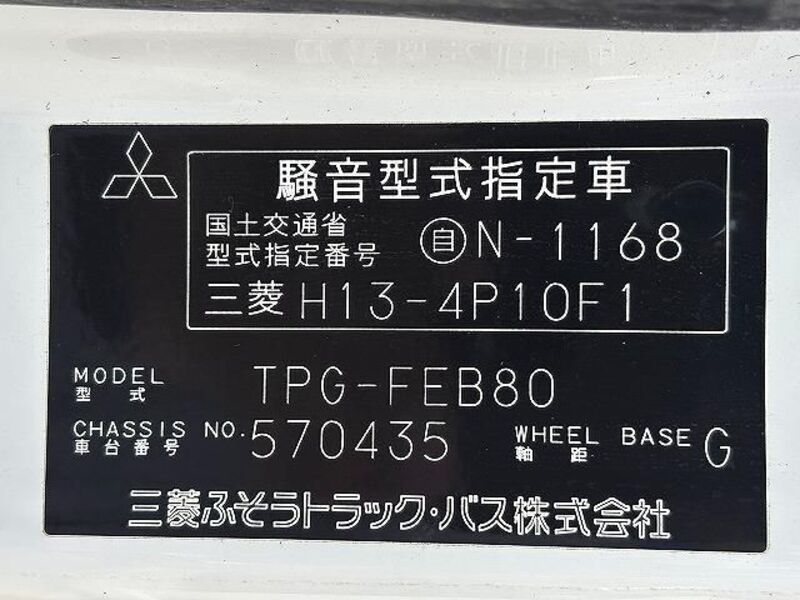 騒音型式指定車
国土交通省
型式指定番号 自N-1168
三菱 H13-4P10F1
MODEL TPG-FEB80
型式
CHASSIS NO. 570435 WHEEL BASE G
車台番号 軸距
三菱ふそうトラック・バス株式会社